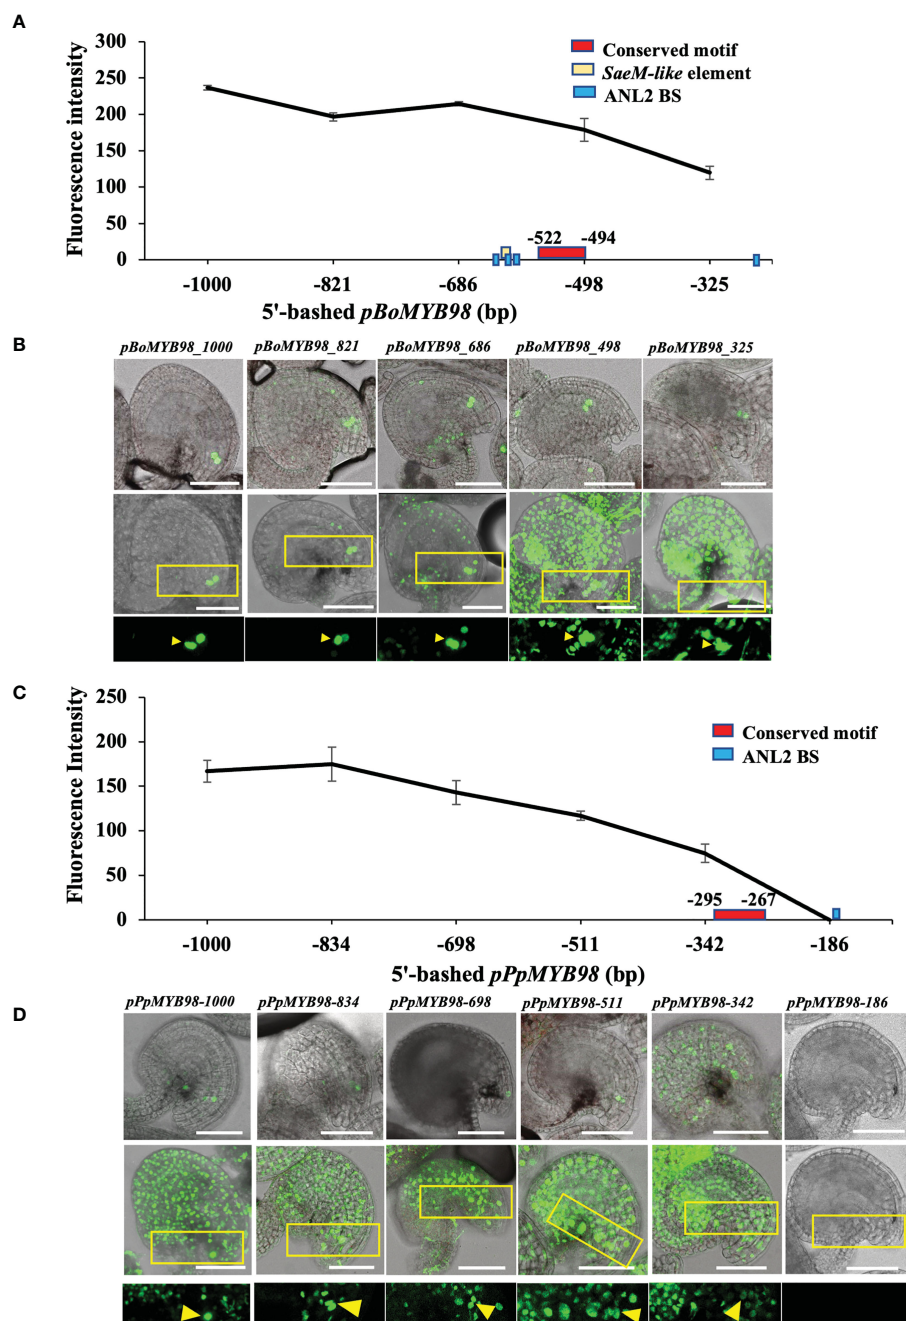 A
Fluorescence intensity
300
250
200
150
100
50
0
Conserved motif
SaeM-like element
ANL2 BS
-522 -494
-1000 -821 -686 -498 -325
5'-bashed pBoMYB98 (bp)
B
pBoMYB98_1000 pBoMYB98_821 pBoMYB98_686 pBoMYB98_498 pBoMYB98_325
C
Fluorescence Intensity
250
200
150
100
50
0
Conserved motif
ANL2 BS
-295 -267
-1000 -834 -698 -511 -342 -186
5'-bashed pPpMYB98 (bp)
D
pPpMYB98-1000 pPpMYB98-834 pPpMYB98-698 pPpMYB98-511 pPpMYB98-342 pPpMYB98-186